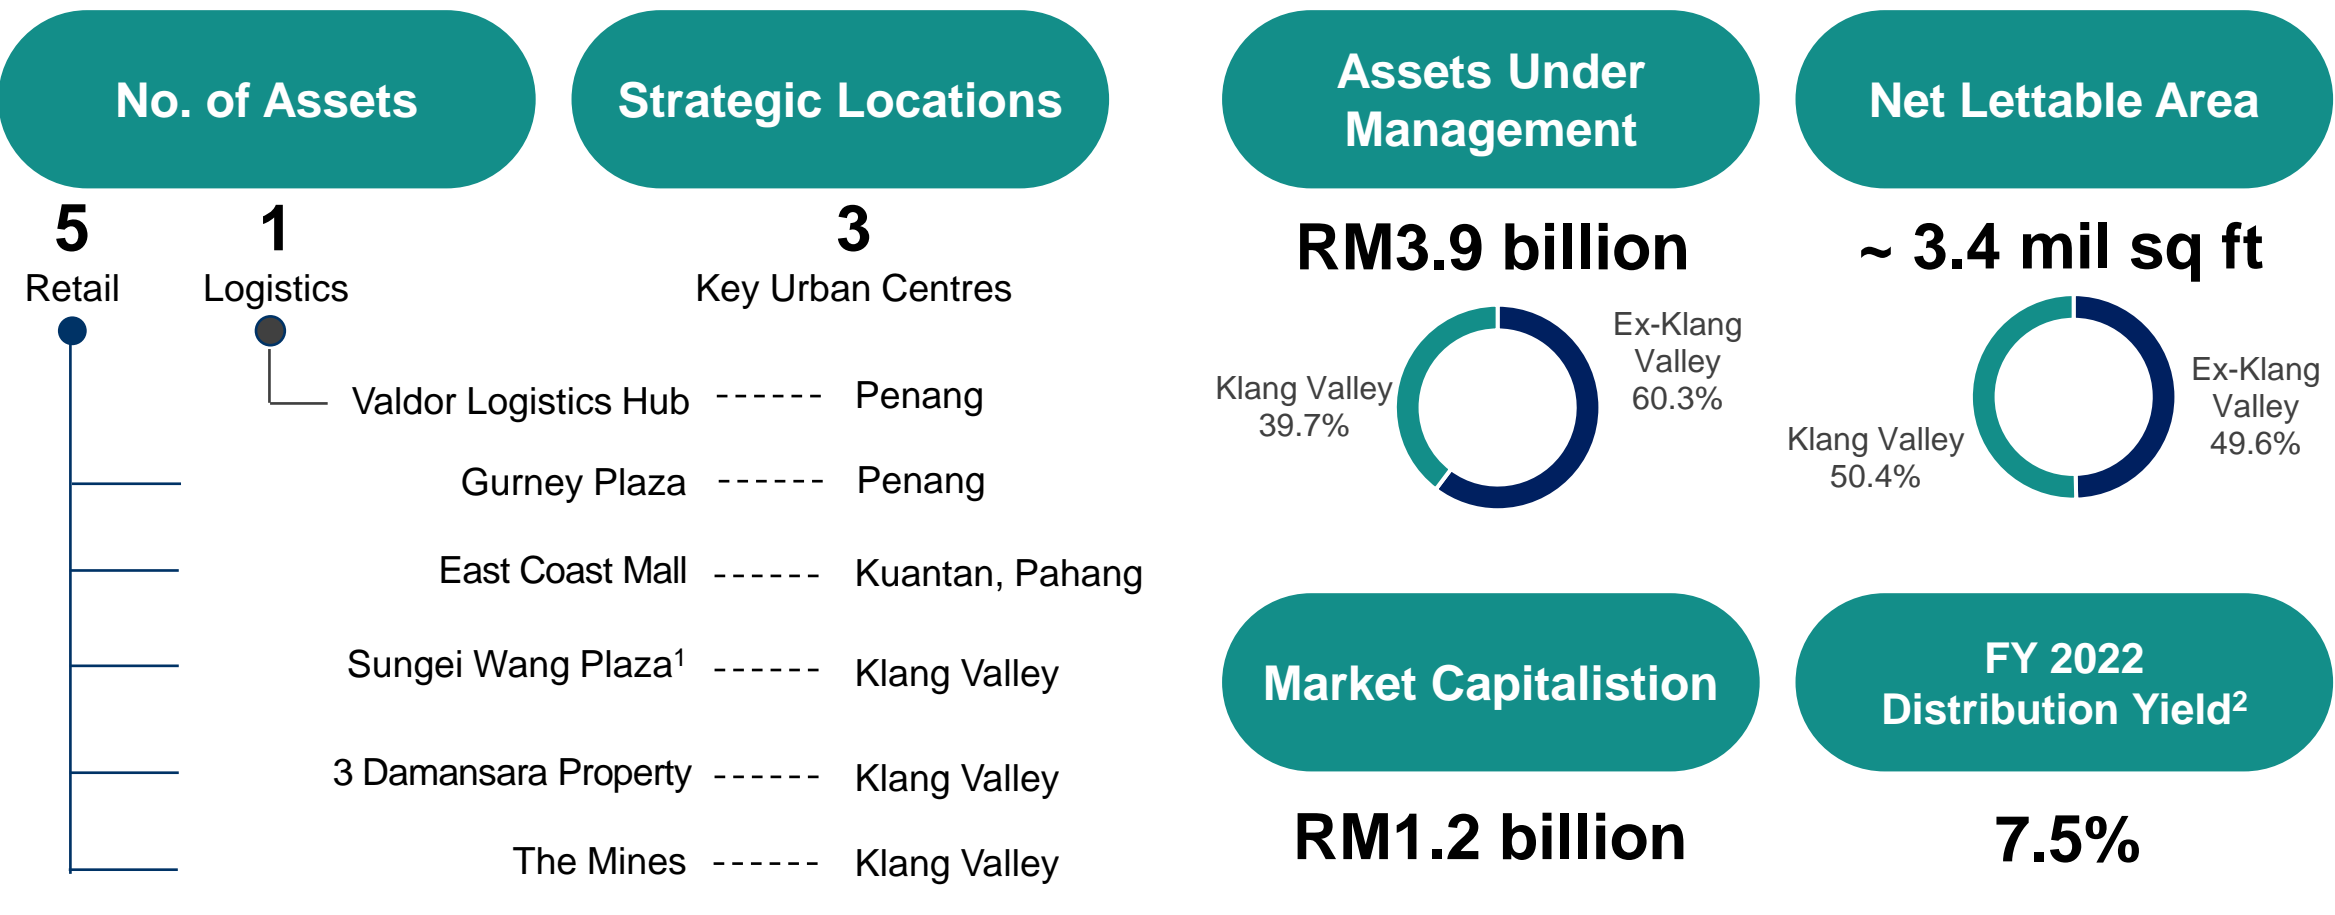 No. of Assets
Strategic Locations
5
1
3
Retail
Logistics
Key Urban Centres
Valdor Logistics Hub ------ Penang
Gurney Plaza ------ Penang
East Coast Mall ------ Kuantan, Pahang
Sungei Wang Plaza¹ ------ Klang Valley
3 Damansara Property ------ Klang Valley
The Mines ------ Klang Valley
Assets Under
Management
RM3.9 billion
Ex-Klang
Valley
60.3%
Klang Valley
39.7%
Net Lettable Area
~ 3.4 mil sq ft
Ex-Klang
Valley
49.6%
Klang Valley
50.4%
Market Capitalistion
RM1.2 billion
FY 2022
Distribution Yield²
7.5%